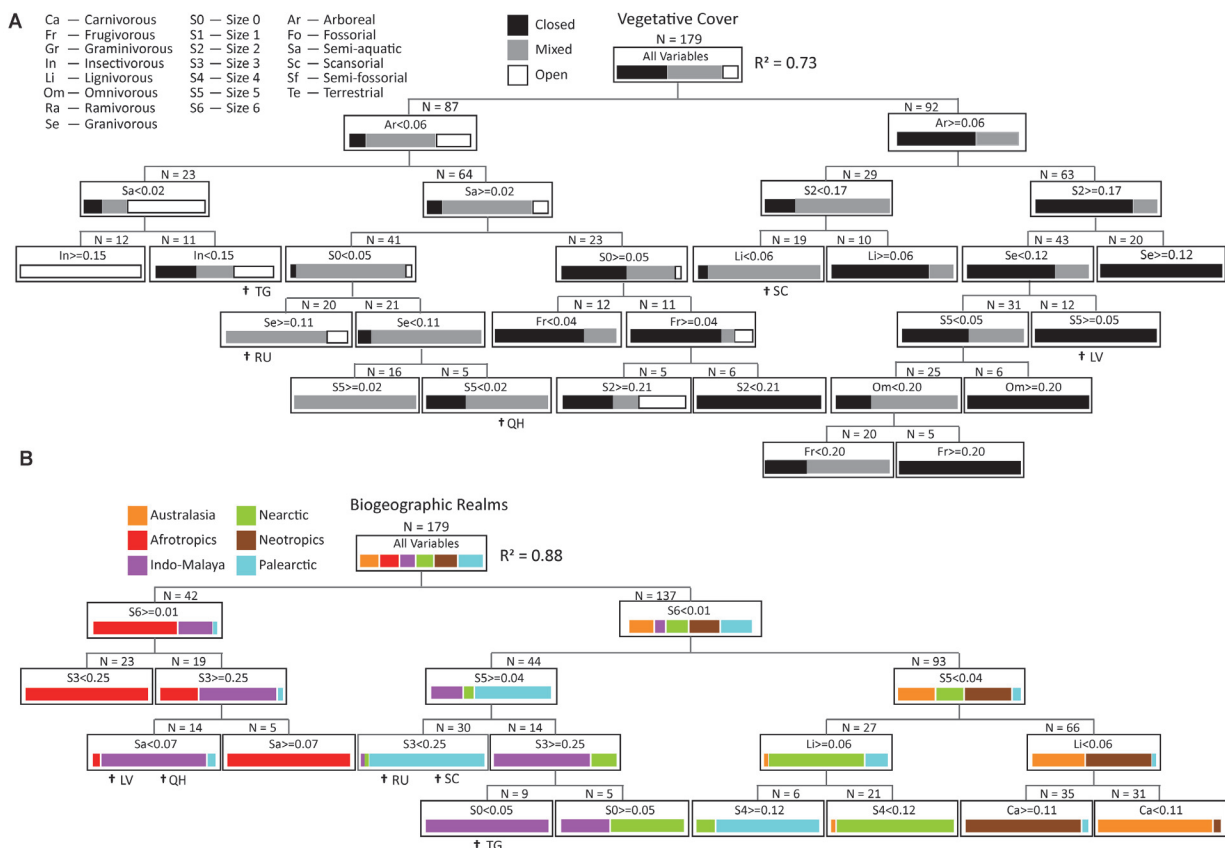 A
Ca — Carnivorous
Fr — Frugivorous
Gr — Graminivorous
In — Insectivorous
Li — Lignivorous
Om — Omnivorous
Ra — Ramivorous
Se — Granivorous
S0 — Size 0
S1 — Size 1
S2 — Size 2
S3 — Size 3
S4 — Size 4
S5 — Size 5
S6 — Size 6
Ar — Arboreal
Fo — Fossorial
Sa — Semi-aquatic
Sc — Scansorial
Sf — Semi-fossorial
Te — Terrestrial
Closed
Mixed
Open
Vegetative Cover
N = 179
All Variables
R² = 0.73
N = 87
N = 92
Ar<0.06
Ar>=0.06
N = 23
N = 64
N = 29
N = 63
Sa<0.02
Sa>=0.02
S2<0.17
S2>=0.17
N = 12
N = 11
N = 41
N = 23
N = 19
N = 10
N = 43
N = 20
In>=0.15
In<0.15
S0<0.05
S0>=0.05
Li<0.06
Li>=0.06
Se<0.12
Se>=0.12
† TG
† SC
N = 20
N = 21
N = 12
N = 11
N = 31
N = 12
Se>=0.11
Se<0.11
Fr<0.04
Fr>=0.04
S5<0.05
S5>=0.05
† RU
† LV
N = 16
N = 5
N = 5
N = 6
N = 25
N = 6
S5>=0.02
S5<0.02
S2>=0.21
S2<0.21
Om<0.20
Om>=0.20
† QH
N = 20
N = 5
Fr<0.20
Fr>=0.20
B
Australasia
Afrotropics
Indo-Malaya
Nearctic
Neotropics
Palearctic
Biogeographic Realms
N = 179
All Variables
R² = 0.88
N = 42
N = 137
S6>=0.01
S6<0.01
N = 23
N = 19
N = 44
N = 93
S3<0.25
S3>=0.25
S5>=0.04
S5<0.04
N = 14
N = 5
N = 30
N = 14
N = 27
N = 66
Sa<0.07
Sa>=0.07
S3<0.25
S3>=0.25
Li>=0.06
Li<0.06
† LV
† QH
† RU
† SC
N = 9
N = 5
N = 6
N = 21
N = 35
N = 31
S0<0.05
S0>=0.05
S4>=0.12
S4<0.12
Ca>=0.11
Ca<0.11
† TG